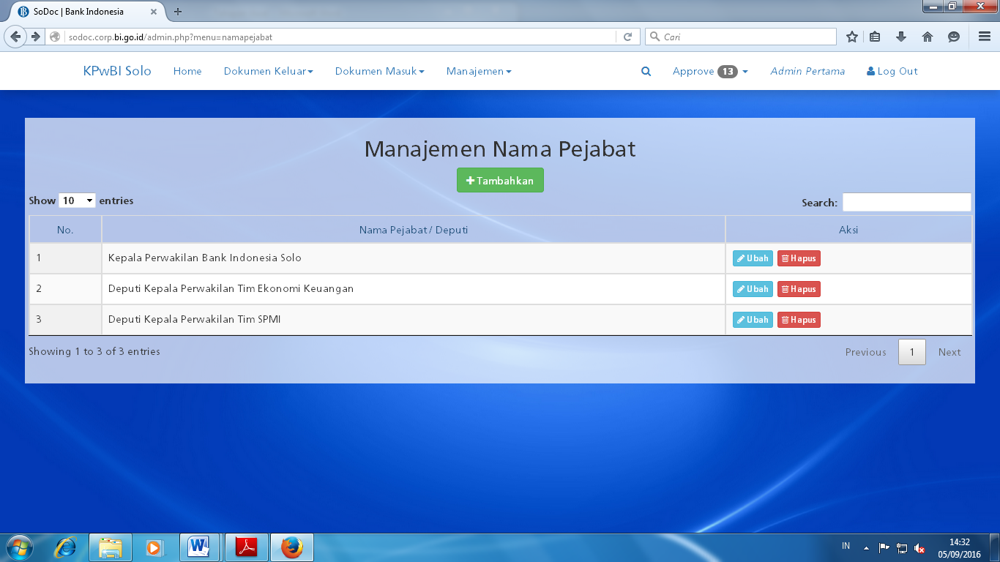 SoDoc | Bank Indonesia
sodoc.corp.bi.go.id/admin.php?menu=namapejabat
Cari
KPwBI Solo Home Dokumen Keluar Dokumen Masuk Manajemen Approve 13 Admin Pertama Log Out
Manajemen Nama Pejabat
Tambahkan
Show 10 entries Search:
No. Nama Pejabat / Deputi Aksi
1 Kepala Perwakilan Bank Indonesia Solo Ubah Hapus
2 Deputi Kepala Perwakilan Tim Ekonomi Keuangan Ubah Hapus
3 Deputi Kepala Perwakilan Tim SPMI Ubah Hapus
Showing 1 to 3 of 3 entries Previous 1 Next
IN 14:32
05/09/2016